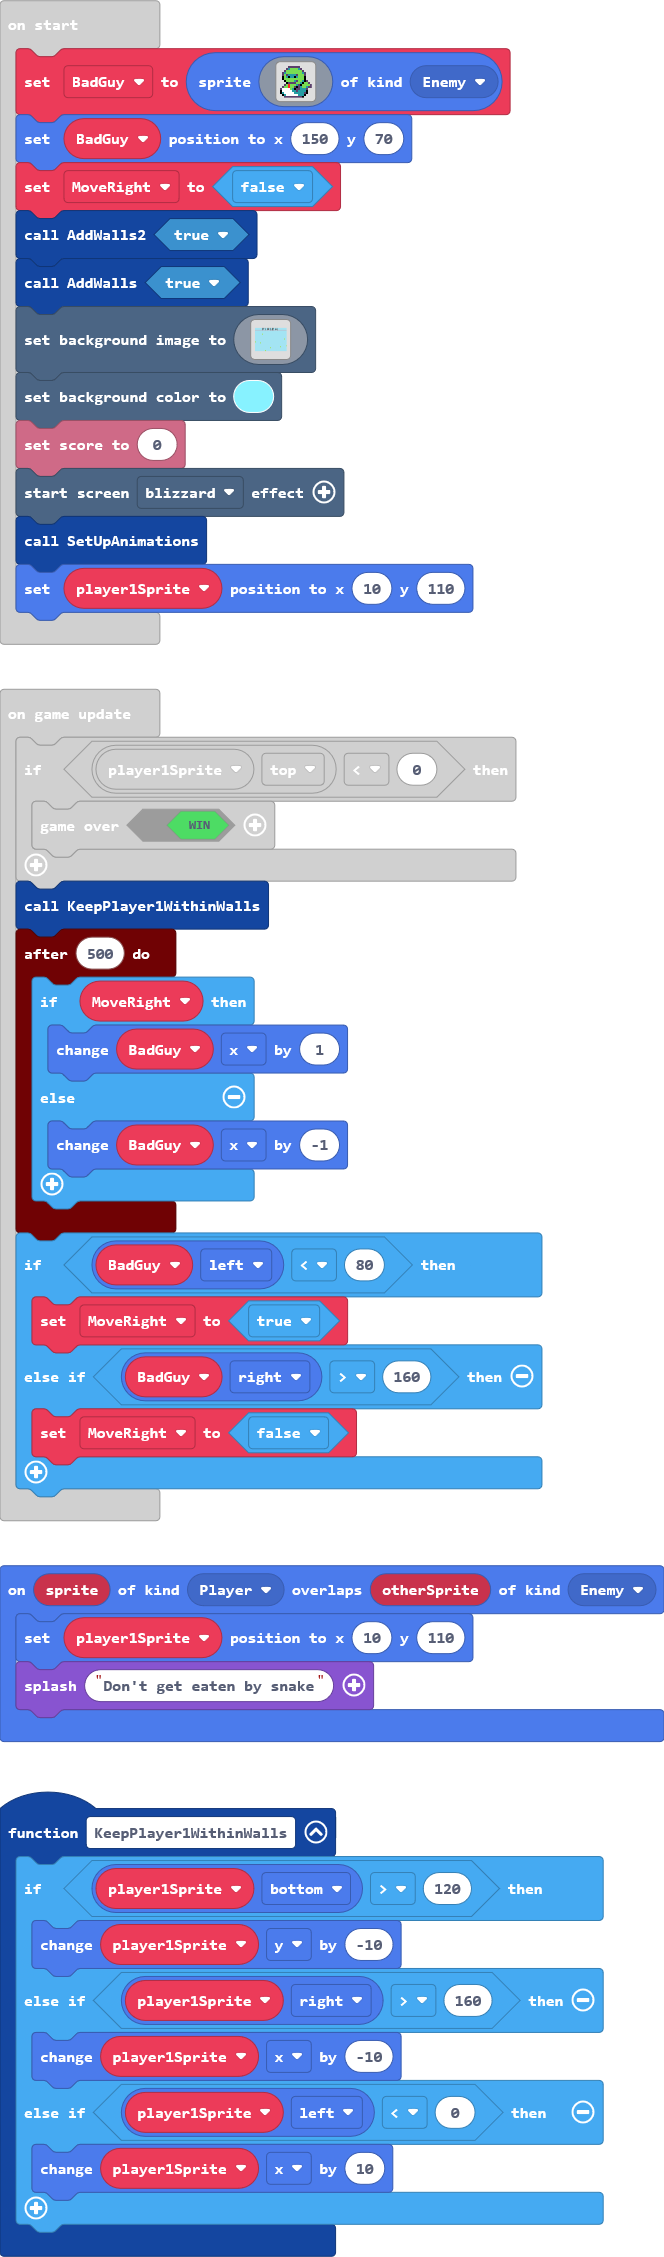 on start
set BadGuy to sprite of kind Enemy
set BadGuy position to x 150 y 70
set MoveRight to false
call AddWalls2 true
call AddWalls true
set background image to
set background color to
set score to 0
start screen blizzard effect
call SetUpAnimations
set player1Sprite position to x 10 y 110
on game update
if player1Sprite top < 0 then
game over WIN
call KeepPlayer1WithinWalls
after 500 do
if MoveRight then
change BadGuy x by 1
else
change BadGuy x by -1
if BadGuy left < 80 then
set MoveRight to true
else if BadGuy right > 160 then
set MoveRight to false
on sprite of kind Player overlaps otherSprite of kind Enemy
set player1Sprite position to x 10 y 110
splash "Don't get eaten by snake"
function KeepPlayer1WithinWalls
if player1Sprite bottom > 120 then
change player1Sprite y by -10
else if player1Sprite right > 160 then
change player1Sprite x by -10
else if player1Sprite left < 0 then
change player1Sprite x by 10